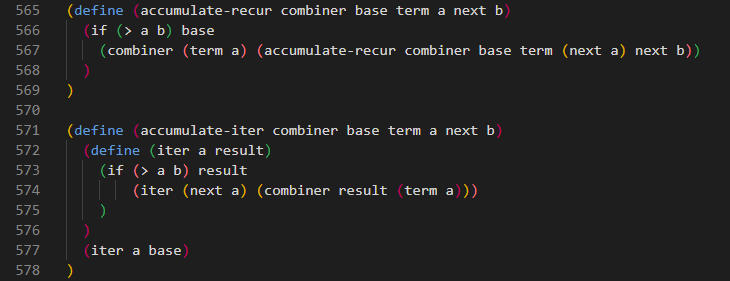 565 (define (accumulate-recur combiner base term a next b)
566   (if (> a b) base
567     (combiner (term a) (accumulate-recur combiner base term (next a) next b))
568   )
569 )
570
571 (define (accumulate-iter combiner base term a next b)
572   (define (iter a result)
573     (if (> a b) result
574         (iter (next a) (combiner result (term a)))
575     )
576   )
577   (iter a base)
578 )